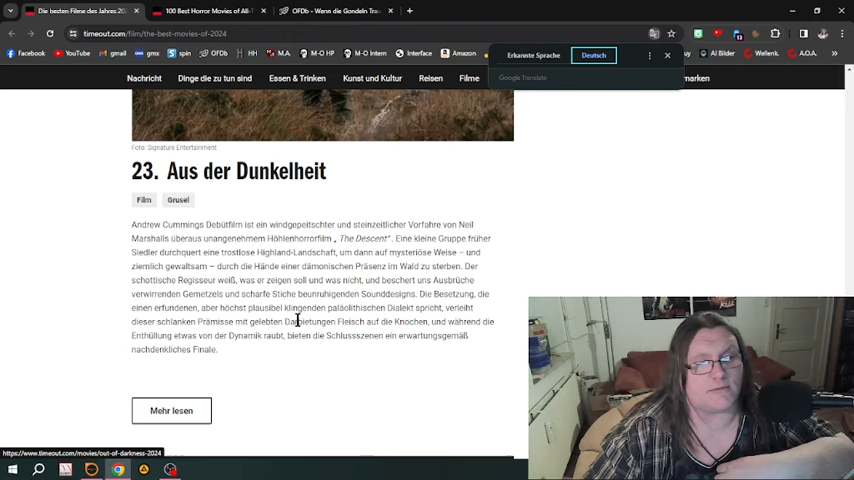 Die besten Filme des Jahres 202
100 Best Horror Movies of All-T
OFDb - Wenn die Gondeln Trau
timeout.com/film/the-best-movies-of-2024
Facebook
YouTube
gmail
gmx
spin
OFDb
HH
M.A.
M-O HP
M-O Intern
Interface
Amazon
AI Bilder
Wellenk.
A.O.A.
Erkannte Sprache
Deutsch
Google Translate
Nachricht
Dinge die zu tun sind
Essen & Trinken
Kunst und Kultur
Reisen
Filme
marken
Foto: Signature Entertainment
23. Aus der Dunkelheit
Film
Grusel
Andrew Cummings Debütfilm ist ein windgepeitschter und steinzeitlicher Vorfahre von Neil
Marshalls überaus unangenehmem Höhlenhorrorfilm „ The Descent“. Eine kleine Gruppe früher
Siedler durchquert eine trostlose Highland-Landschaft, um dann auf mysteriöse Weise – und
ziemlich gewaltsam – durch die Hände einer dämonischen Präsenz im Wald zu sterben. Der
schottische Regisseur weiß, was er zeigen soll und was nicht, und beschert uns Ausbrüche
verwirrenden Gemetzels und scharfe Stiche beunruhigenden Sounddesigns. Die Besetzung, die
einen erfundenen, aber höchst plausibel klingenden paläolithischen Dialekt spricht, verleiht
dieser schlanken Prämisse mit gelebten Darbietungen Fleisch auf die Knochen, und während die
Enthüllung etwas von der Dynamik raubt, bieten die Schlussszenen ein erwartungsgemäß
nachdenkliches Finale.
Mehr lesen
https://www.timeout.com/movies/out-of-darkness-2024